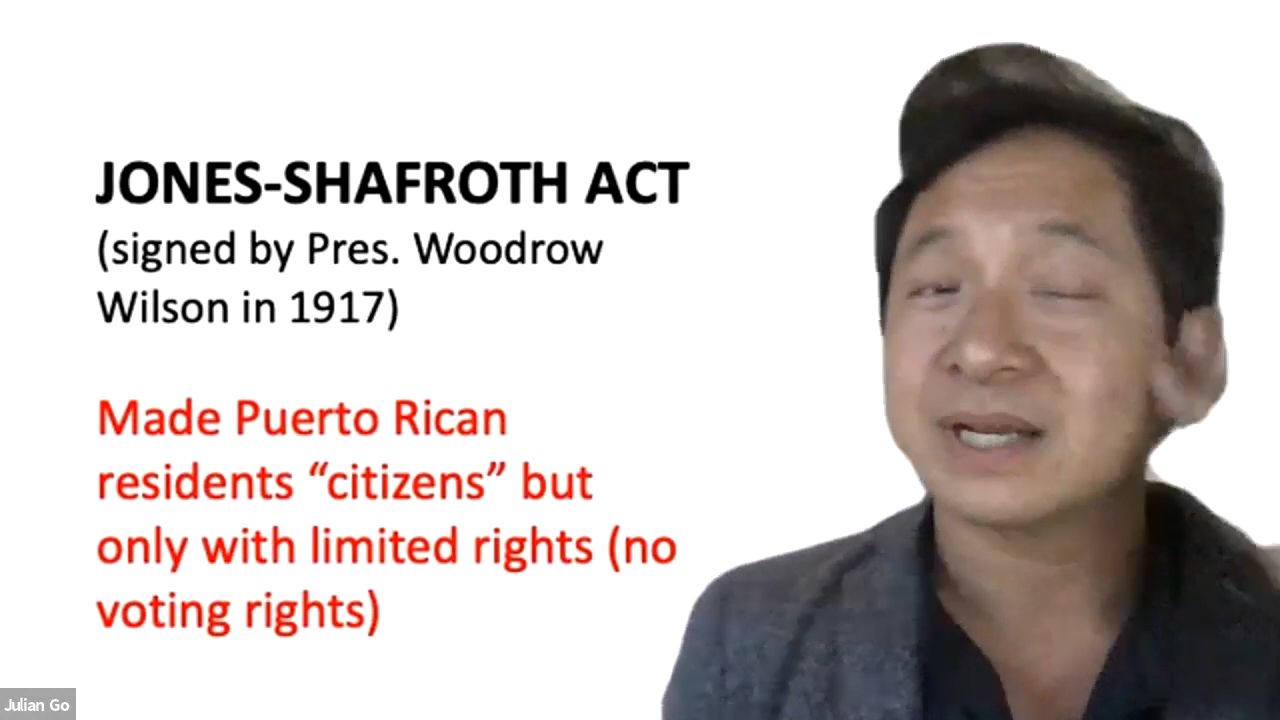 JONES-SHAFROTH ACT
(signed by Pres. Woodrow
Wilson in 1917)
Made Puerto Rican
residents “citizens” but
only with limited rights (no
voting rights)
Julian Go